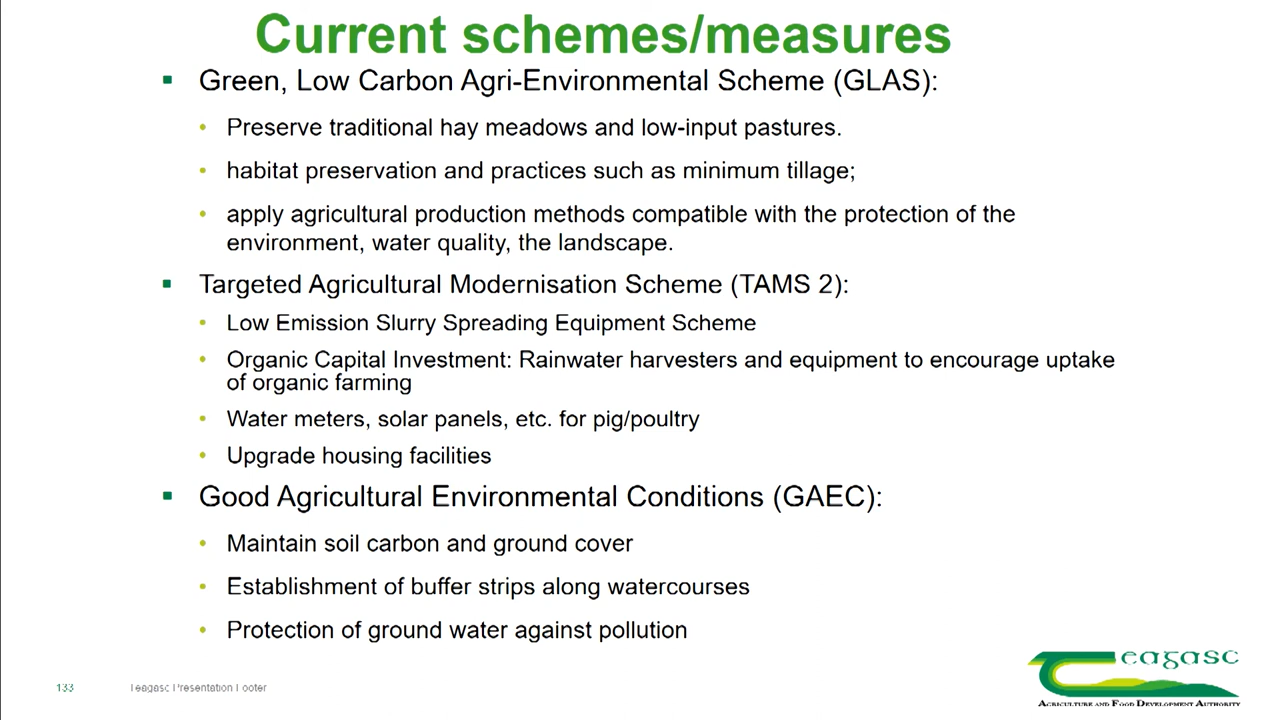 Current schemes/measures
Green, Low Carbon Agri-Environmental Scheme (GLAS):
Preserve traditional hay meadows and low-input pastures.
habitat preservation and practices such as minimum tillage;
apply agricultural production methods compatible with the protection of the
environment, water quality, the landscape.
Targeted Agricultural Modernisation Scheme (TAMS 2):
Low Emission Slurry Spreading Equipment Scheme
Organic Capital Investment: Rainwater harvesters and equipment to encourage uptake
of organic farming
Water meters, solar panels, etc. for pig/poultry
Upgrade housing facilities
Good Agricultural Environmental Conditions (GAEC):
Maintain soil carbon and ground cover
Establishment of buffer strips along watercourses
Protection of ground water against pollution
133
Teagasc Presentation Footer
Teagasc
AGRICULTURE AND FOOD DEVELOPMENT AUTHORITY